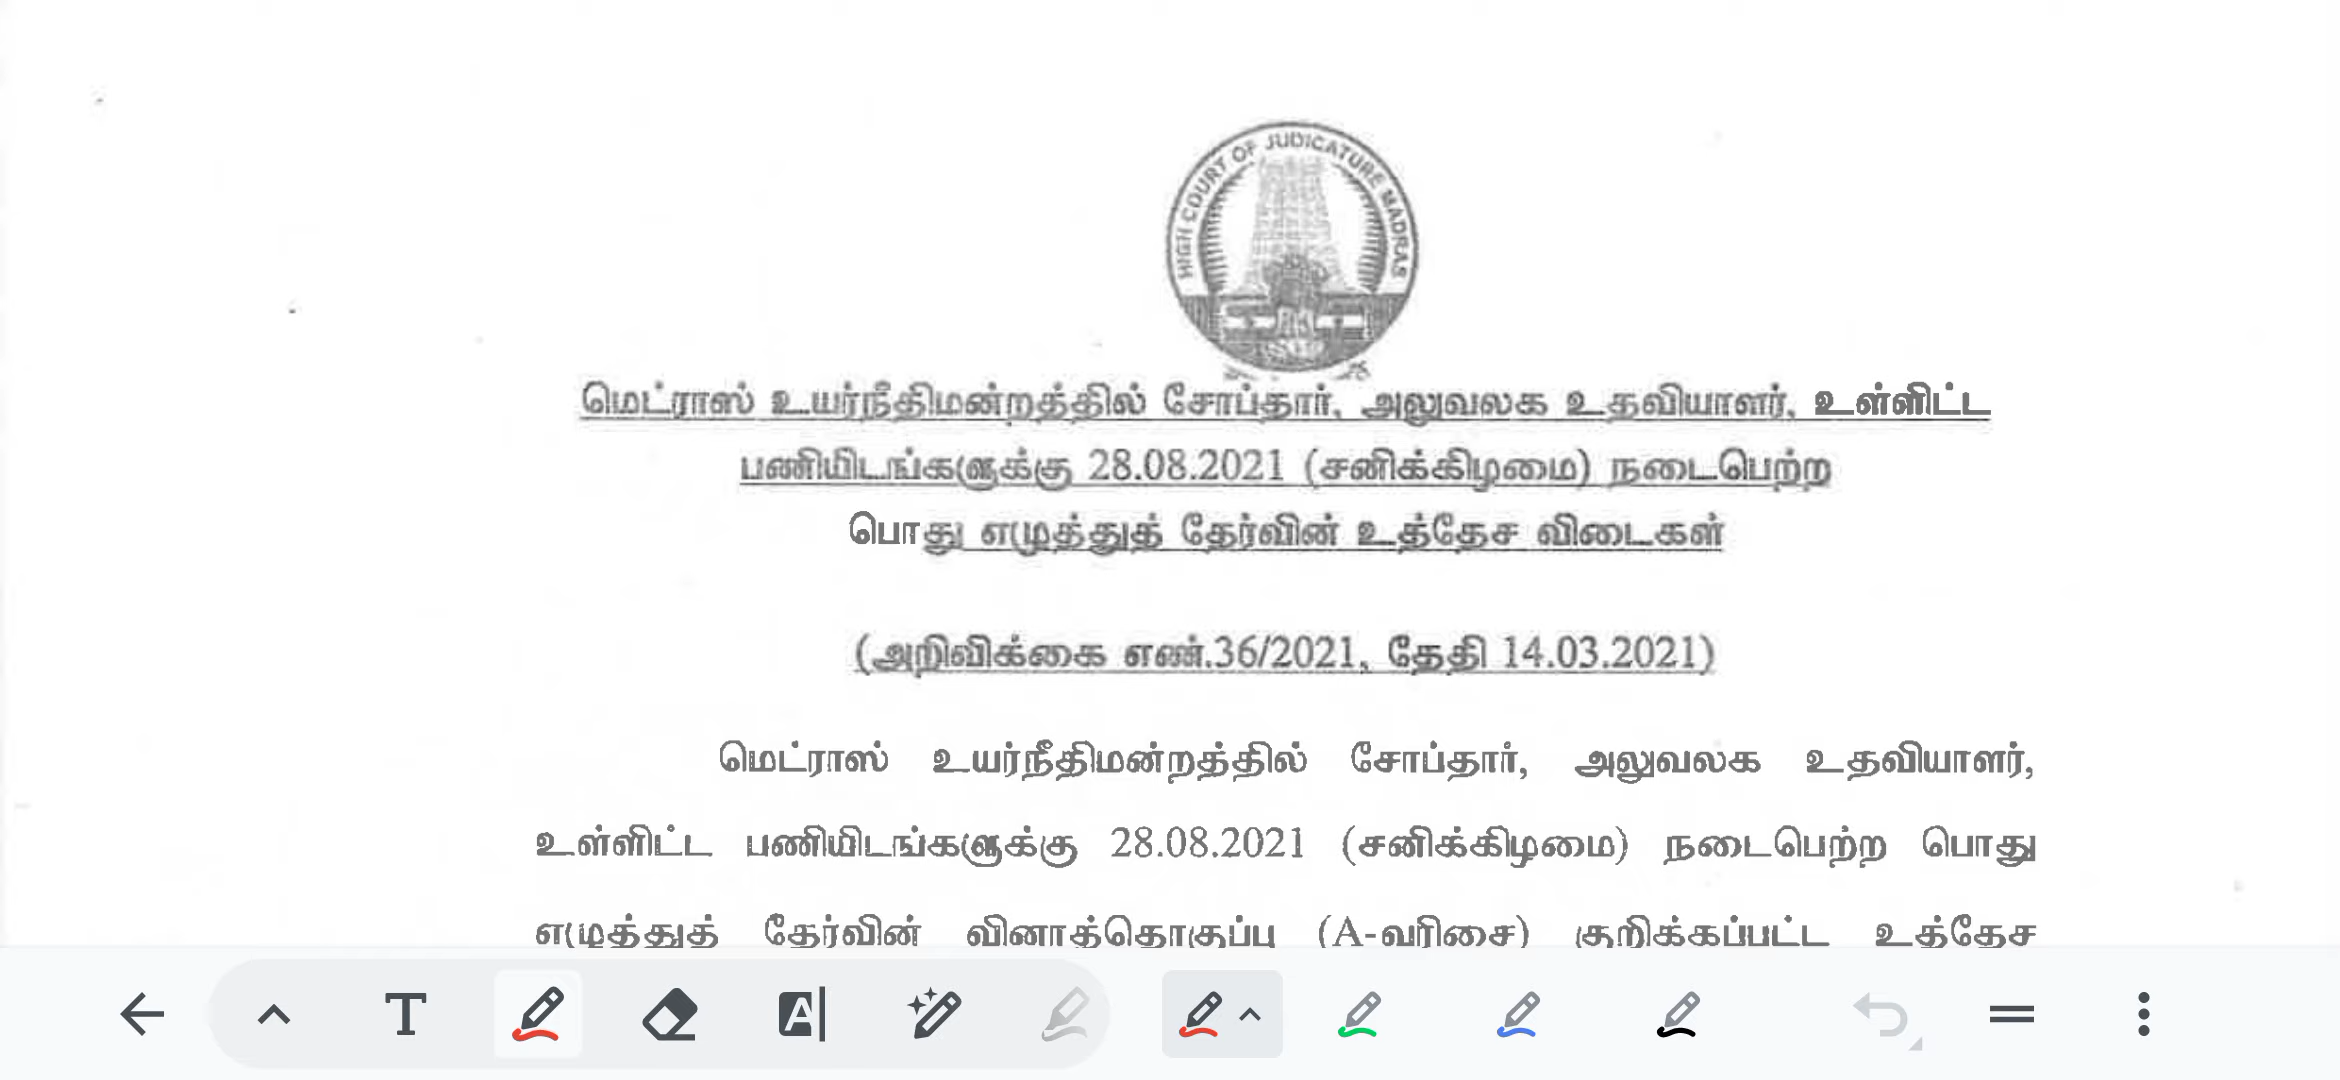 HIGH COURT OF JUDICATURE MADRAS
மெட்ராஸ் உயர்நீதிமன்றத்தில் சோப்தார், அலுவலக உதவியாளர், உள்ளிட்ட
பணியிடங்களுக்கு 28.08.2021 (சனிக்கிழமை) நடைபெற்ற
பொது எழுத்துத் தேர்வின் உத்தேச விடைகள்
(அறிவிக்கை எண்.36/2021, தேதி 14.03.2021)
மெட்ராஸ் உயர்நீதிமன்றத்தில் சோப்தார், அலுவலக உதவியாளர்,
உள்ளிட்ட பணியிடங்களுக்கு 28.08.2021 (சனிக்கிழமை) நடைபெற்ற பொது
எழுத்துத் தேர்வின் வினாத்தொகுப்பு (A-வரிசை) குறிக்கப்பட்ட உத்தேச
T
A